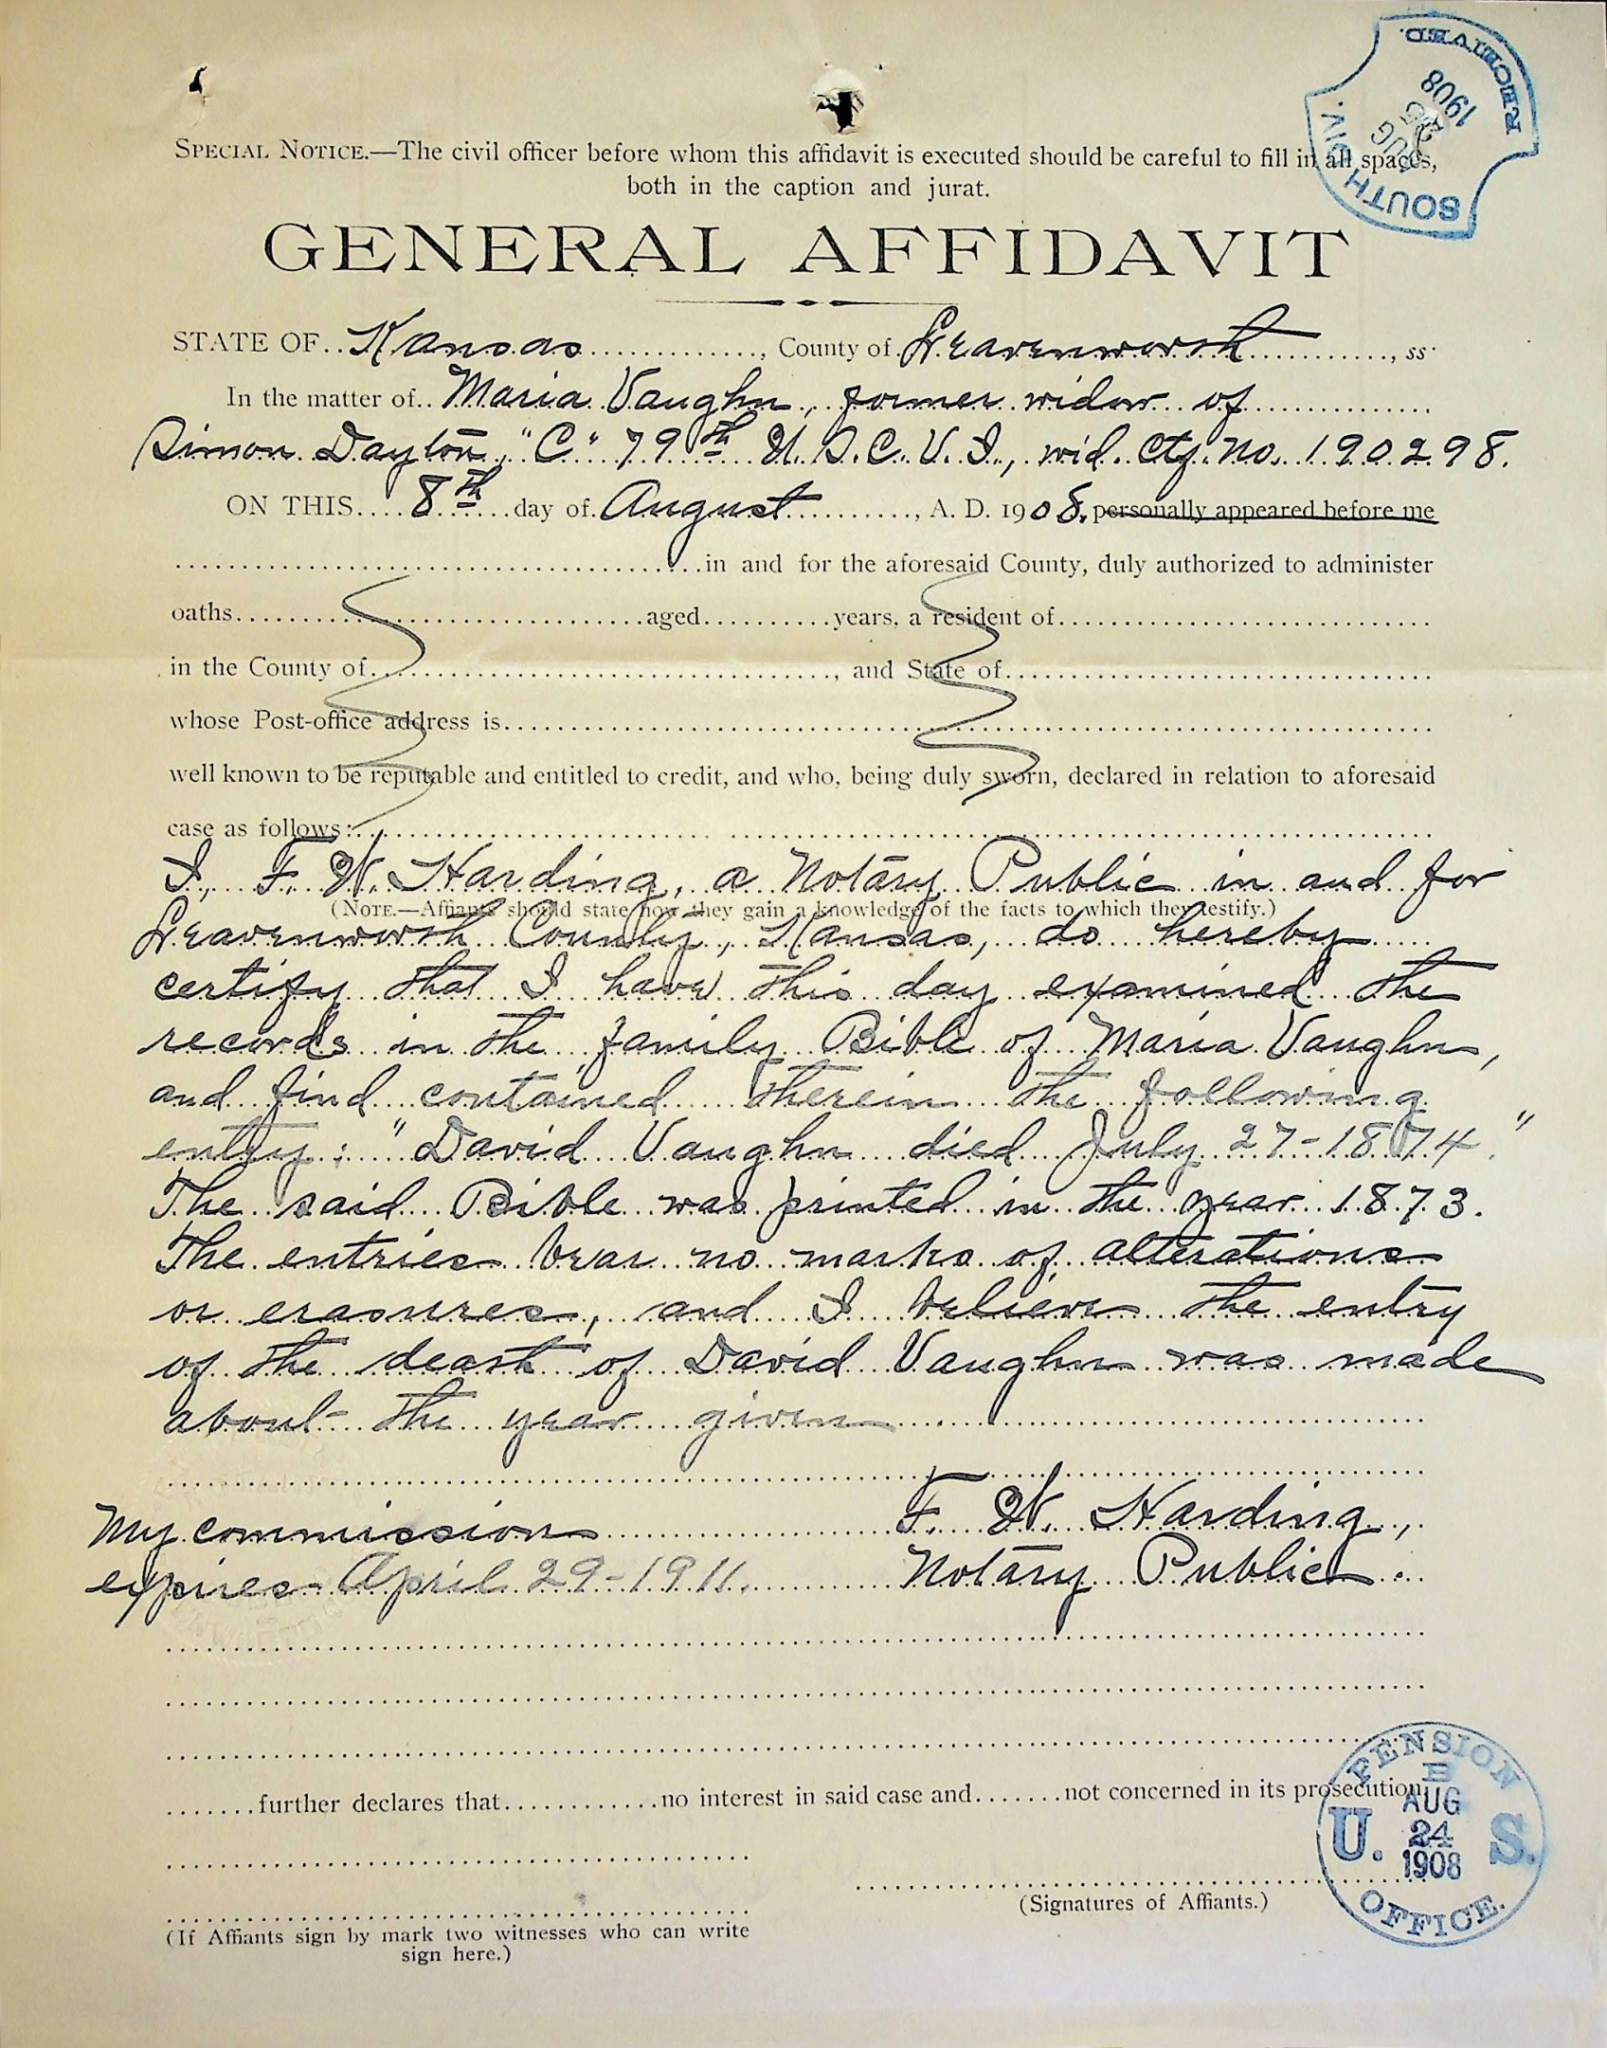 RECEIVED.
AUG
1908
SOUTH DIV.
SPECIAL NOTICE.—The civil officer before whom this affidavit is executed should be careful to fill in all spaces,
both in the caption and jurat.
GENERAL AFFIDAVIT
STATE OF Kansas, County of Leavenworth, ss.
In the matter of Maria Vaughn, former widow of
Simon Dayton, "C" 79th U. S. C. V. I., wid. Ctf. No. 190298.
ON THIS 8th day of August, A. D. 1908, personally appeared before me
in and for the aforesaid County, duly authorized to administer
oaths aged years, a resident of
in the County of, and State of
whose Post-office address is
well known to be reputable and entitled to credit, and who, being duly sworn, declared in relation to aforesaid
case as follows:
I, F. W. Harding, a Notary Public in and for
(NOTE.—Affiants should state how they gain a knowledge of the facts to which they testify.)
Leavenworth County, Kansas, do hereby
certify that I have this day examined the
records in the family Bible of Maria Vaughn,
and find contained therein the following
entry: "David Vaughn died July 27-1874."
The said Bible was printed in the year 1873.
The entries bear no marks of alterations
or erasures, and I believe the entry
of the death of David Vaughn was made
about the year given
My commission
expires April 29-1911.
F. W. Harding,
Notary Public.
further declares that no interest in said case and not concerned in its prosecution.
(Signatures of Affiants.)
(If Affiants sign by mark two witnesses who can write
sign here.)
U. S. PENSION OFFICE.
AUG
24
1908